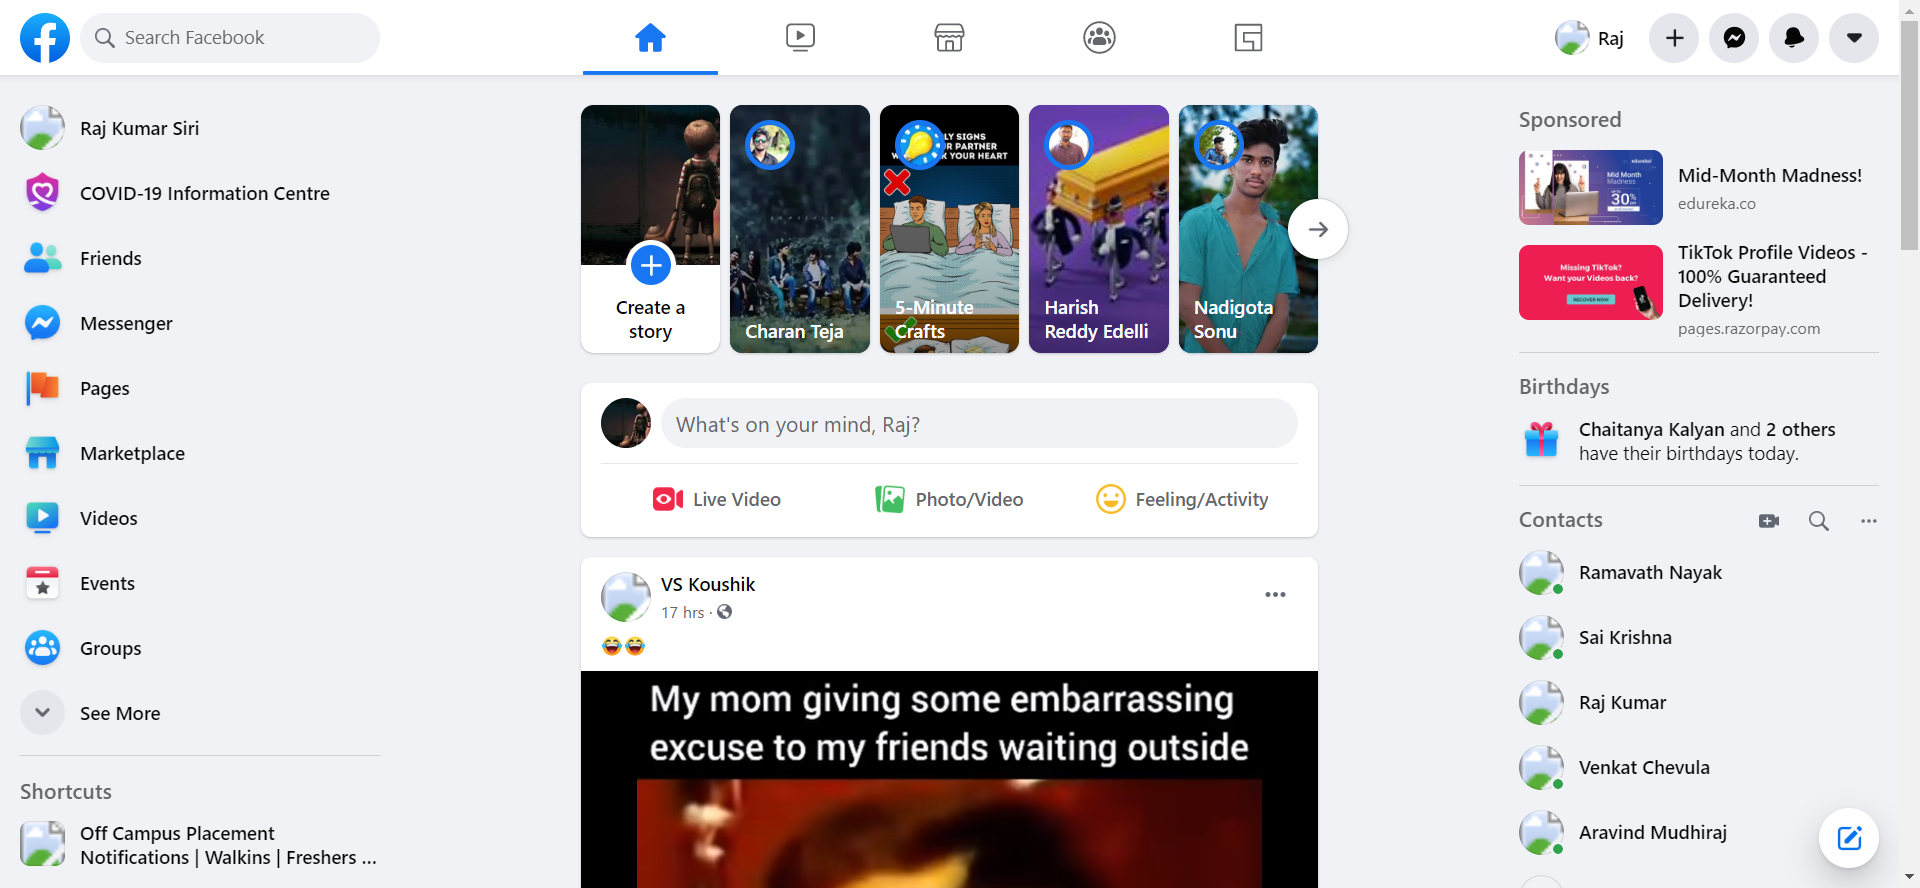 Search Facebook
Raj
Raj Kumar Siri
COVID-19 Information Centre
Friends
Messenger
Pages
Marketplace
Videos
Events
Groups
See More
Shortcuts
Off Campus Placement
Notifications | Walkins | Freshers ...
Create a
story
Charan Teja
LY SIGNS
R PARTNER
YOUR HEART
5-Minute
Crafts
Harish
Reddy Edelli
Nadigota
Sonu
What's on your mind, Raj?
Live Video
Photo/Video
Feeling/Activity
VS Koushik
17 hrs ·
😂😂
My mom giving some embarrassing
excuse to my friends waiting outside
Sponsored
edureka!
Mid Month
Madness
30%
Mid-Month Madness!
edureka.co
Missing TikTok?
Want your Videos back?
RECOVER NOW
TikTok Profile Videos -
100% Guaranteed
Delivery!
pages.razorpay.com
Birthdays
Chaitanya Kalyan and 2 others
have their birthdays today.
Contacts
Ramavath Nayak
Sai Krishna
Raj Kumar
Venkat Chevula
Aravind Mudhiraj